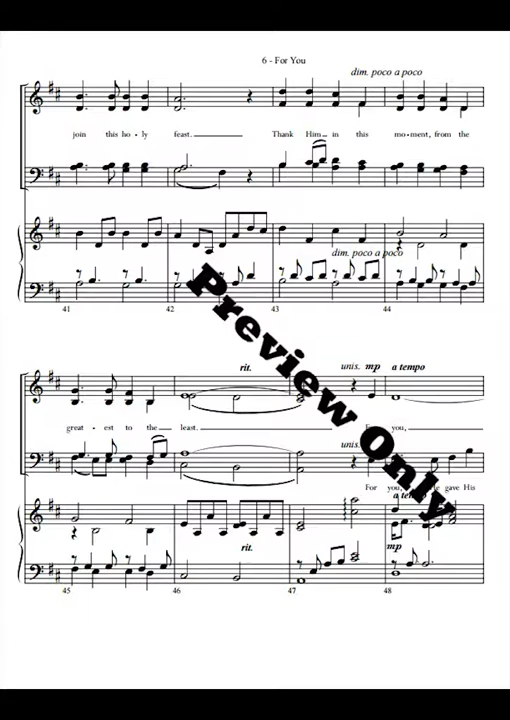 6 - For You
dim. poco a poco
join this ho - ly feast. Thank Him in this mo - ment, from the
dim. poco a poco
41 42 43 44
rit. unis. mp a tempo
great - est to the least. you,
unis.
For you, gave His
a tempo
rit. mp
45 46 47 48
Preview Only